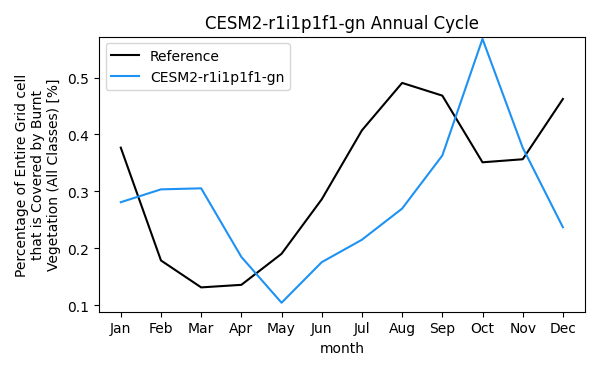 CESM2-r1i1p1f1-gn Annual Cycle
Reference
CESM2-r1i1p1f1-gn
Percentage of Entire Grid cell
that is Covered by Burnt
Vegetation (All Classes) [%]
0.5
0.4
0.3
0.2
0.1
Jan Feb Mar Apr May Jun Jul Aug Sep Oct Nov Dec
month